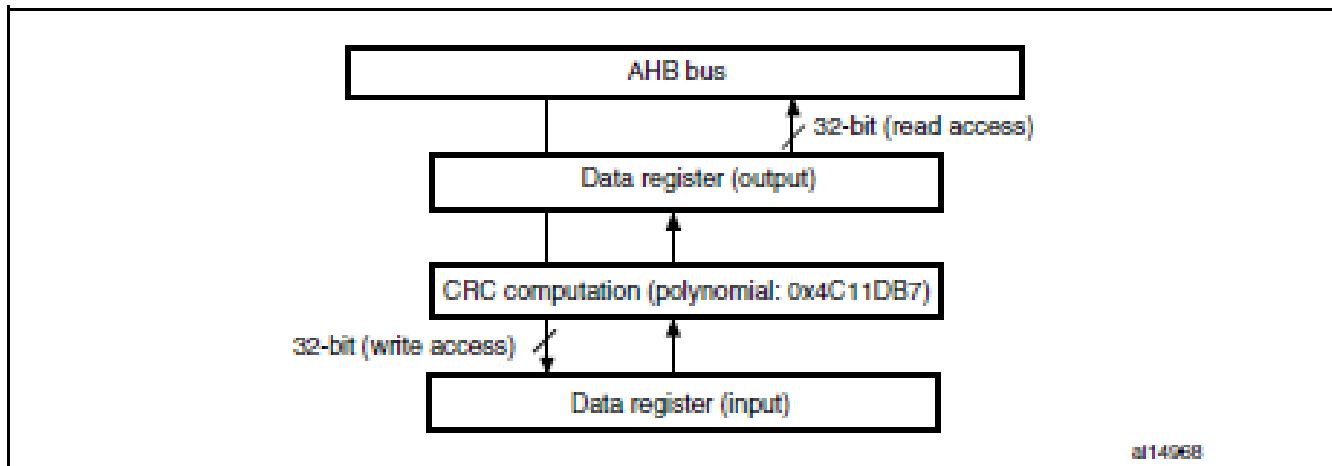 AHB bus
32-bit (read access)
Data register (output)
CRC computation (polynomial: 0x4C11DB7)
32-bit (write access)
Data register (input)
ai14968